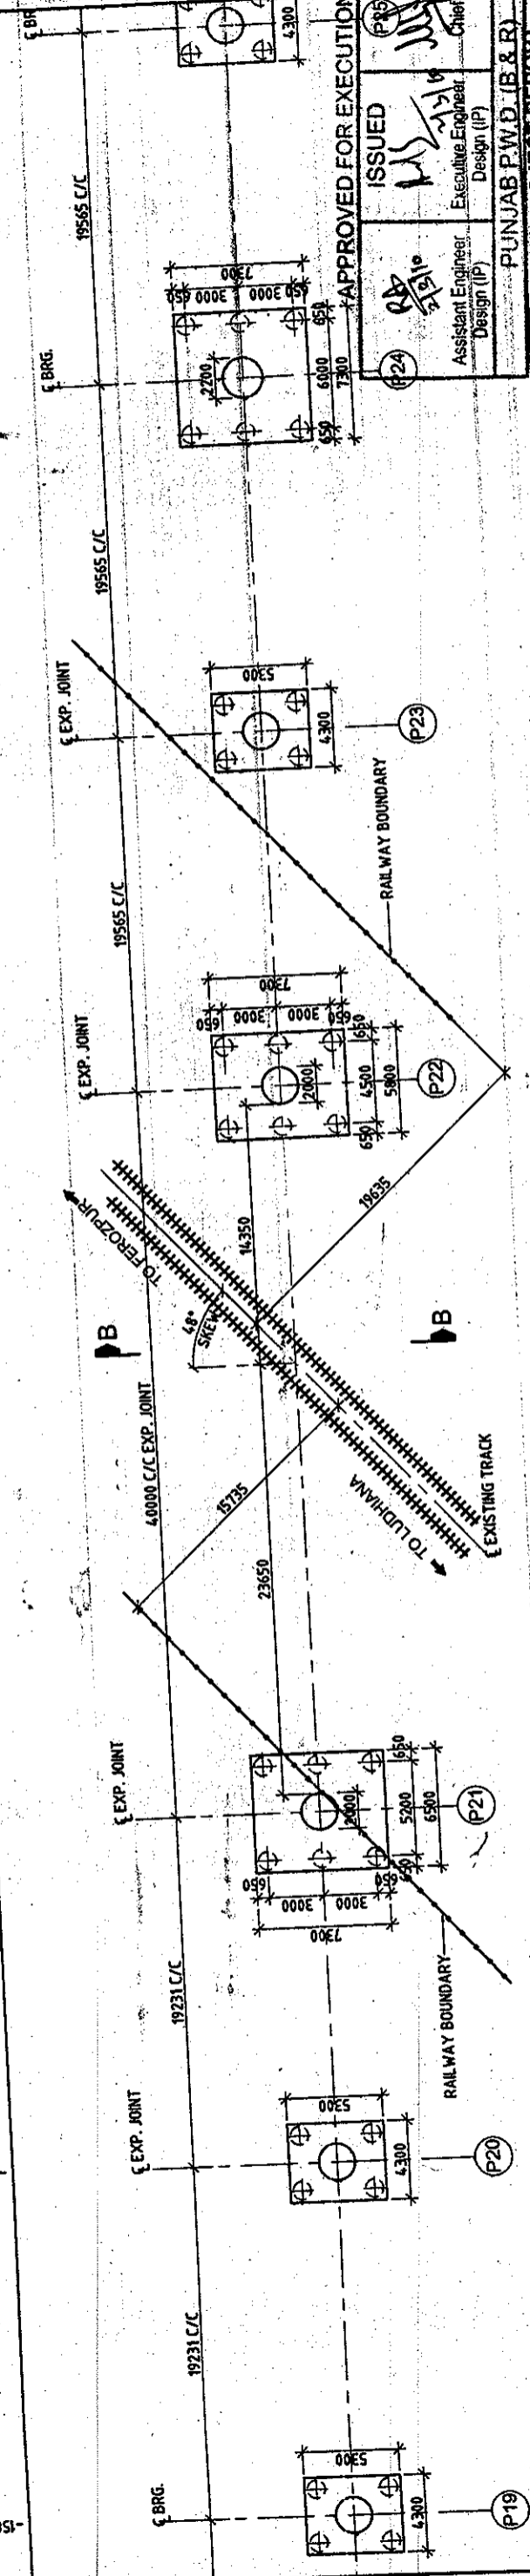 ℄ BR
4300
19565 C/C
℄ BRG.
7300
650 3000 3000 650
2200
650 6000 650
7300
P24
P25
APPROVED FOR EXECUTION
ISSUED
Assistant Engineer
Design (IP)
Executive Engineer
Design (IP)
Chief
PUNJAB P.W.D. (B & R)
19565 C/C
℄ EXP. JOINT
5300
4300
P23
19565 C/C
RAILWAY BOUNDARY
℄ EXP. JOINT
7300
650 3000 3000 650
2000
650 4500 650
5800
P22
TO FEROZPUR
14350
19635
48°
SKEW
B
B
40000 C/C EXP. JOINT
15735
23650
TO LUDHIANA
℄ EXISTING TRACK
℄ EXP. JOINT
2000
650 5200 650
6500
650 3000 3000 650
7300
P21
19231 C/C
RAILWAY BOUNDARY
℄ EXP. JOINT
5300
4300
P20
19231 C/C
℄ BRG.
5300
4300
P19